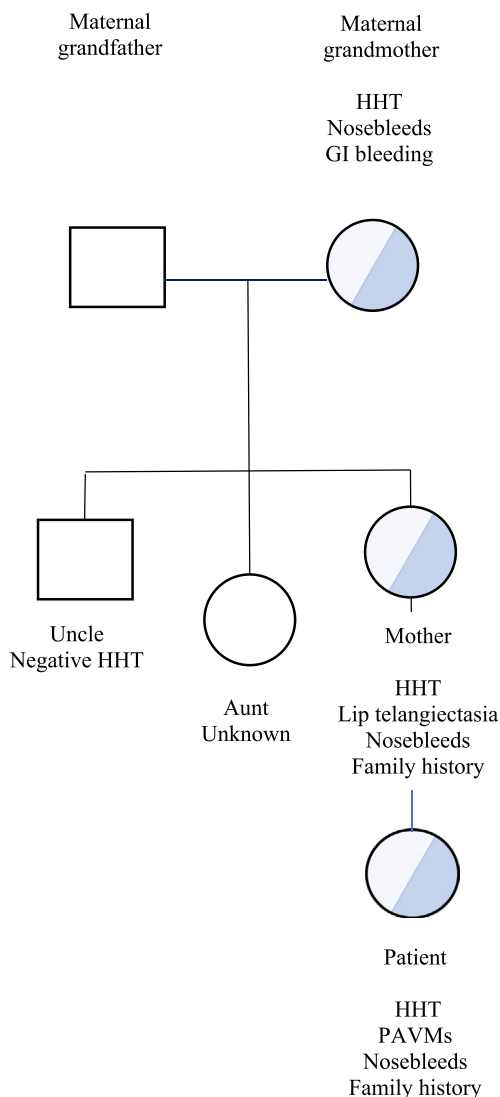 Maternal
grandfather
Maternal
grandmother
HHT
Nosebleeds
GI bleeding
Uncle
Negative HHT
Aunt
Unknown
Mother
HHT
Lip telangiectasia
Nosebleeds
Family history
Patient
HHT
PAVMs
Nosebleeds
Family history